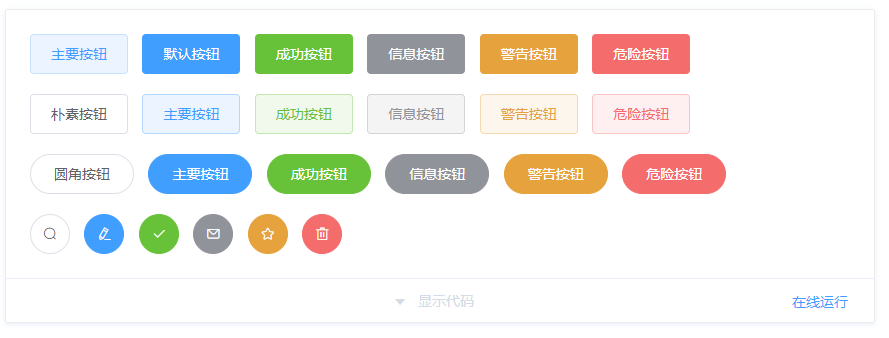 主要按钮 默认按钮 成功按钮 信息按钮 警告按钮 危险按钮
朴素按钮 主要按钮 成功按钮 信息按钮 警告按钮 危险按钮
圆角按钮 主要按钮 成功按钮 信息按钮 警告按钮 危险按钮
显示代码 在线运行